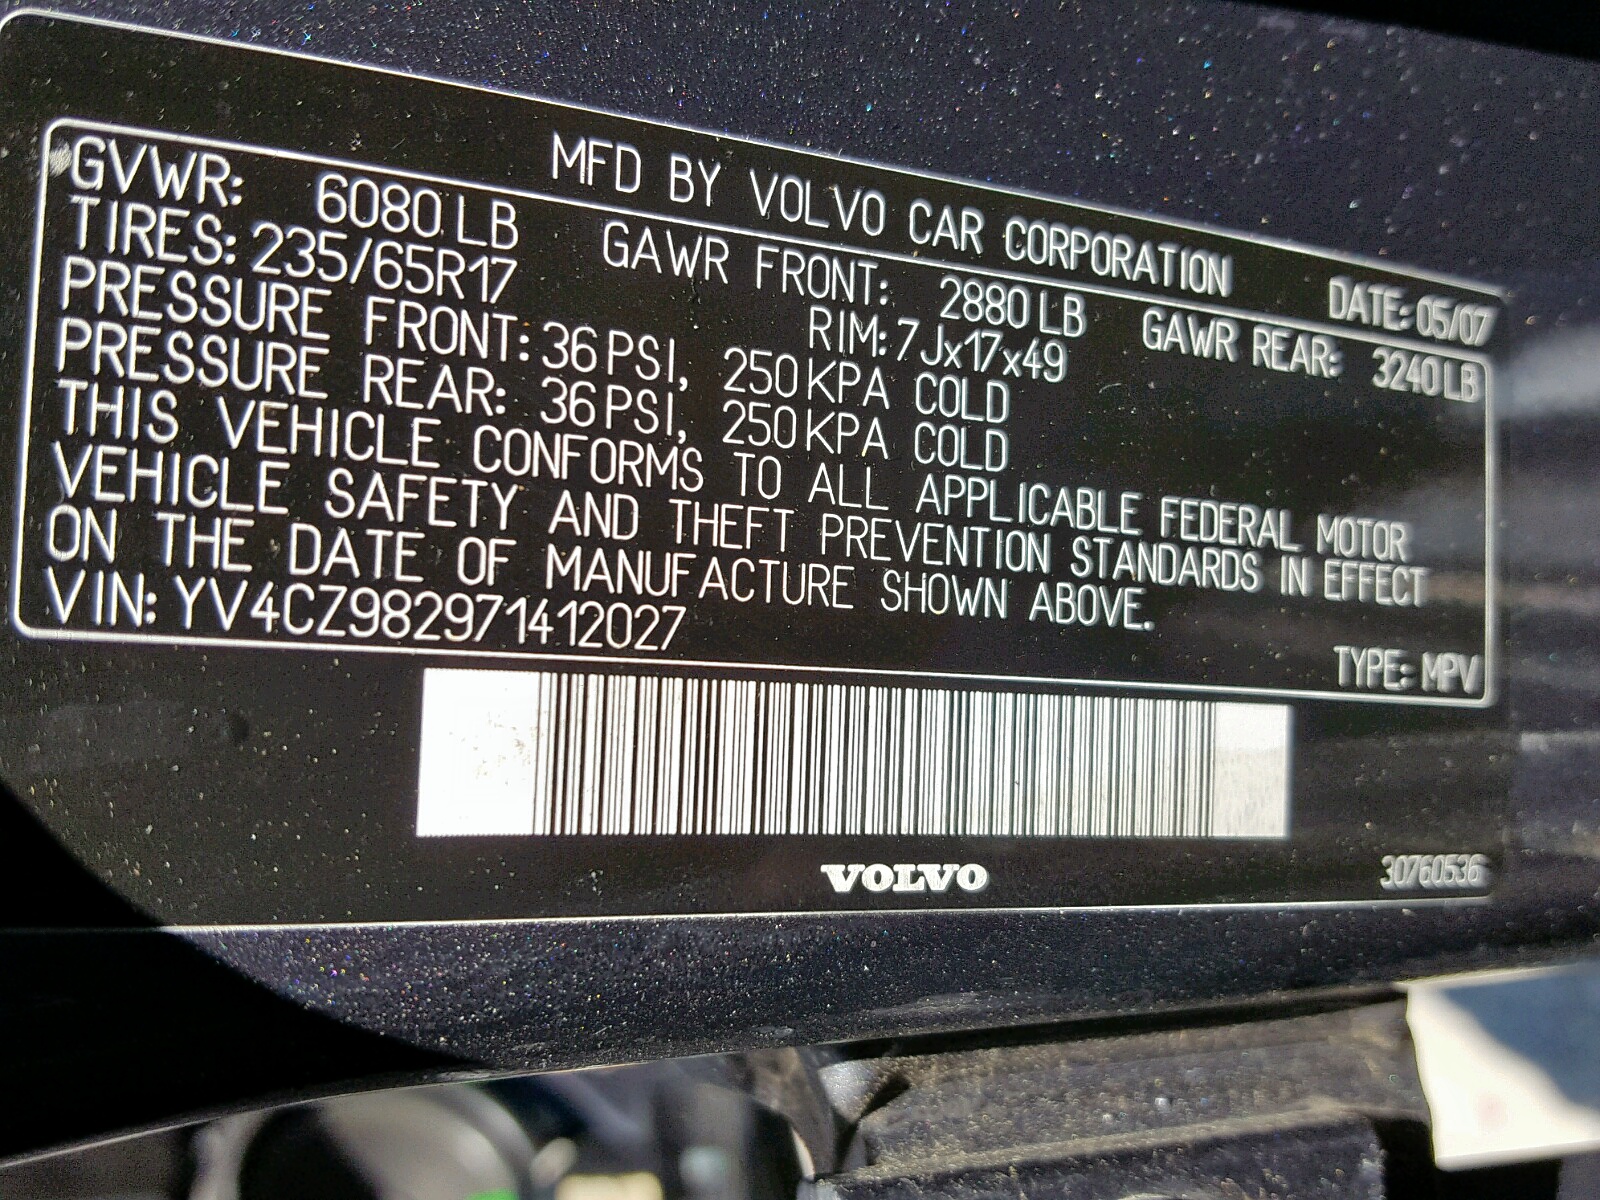 MFD BY VOLVO CAR CORPORATION DATE: 05/07
GVWR: 6080 LB GAWR FRONT: 2880 LB GAWR REAR: 3240 LB
TIRES: 235/65R17 RIM: 7Jx17x49
PRESSURE FRONT: 36 PSI, 250 KPA COLD
PRESSURE REAR: 36 PSI, 250 KPA COLD
THIS VEHICLE CONFORMS TO ALL APPLICABLE FEDERAL MOTOR
VEHICLE SAFETY AND THEFT PREVENTION STANDARDS IN EFFECT
ON THE DATE OF MANUFACTURE SHOWN ABOVE.
VIN: YV4CZ982971412027 TYPE: MPV
VOLVO 30760536